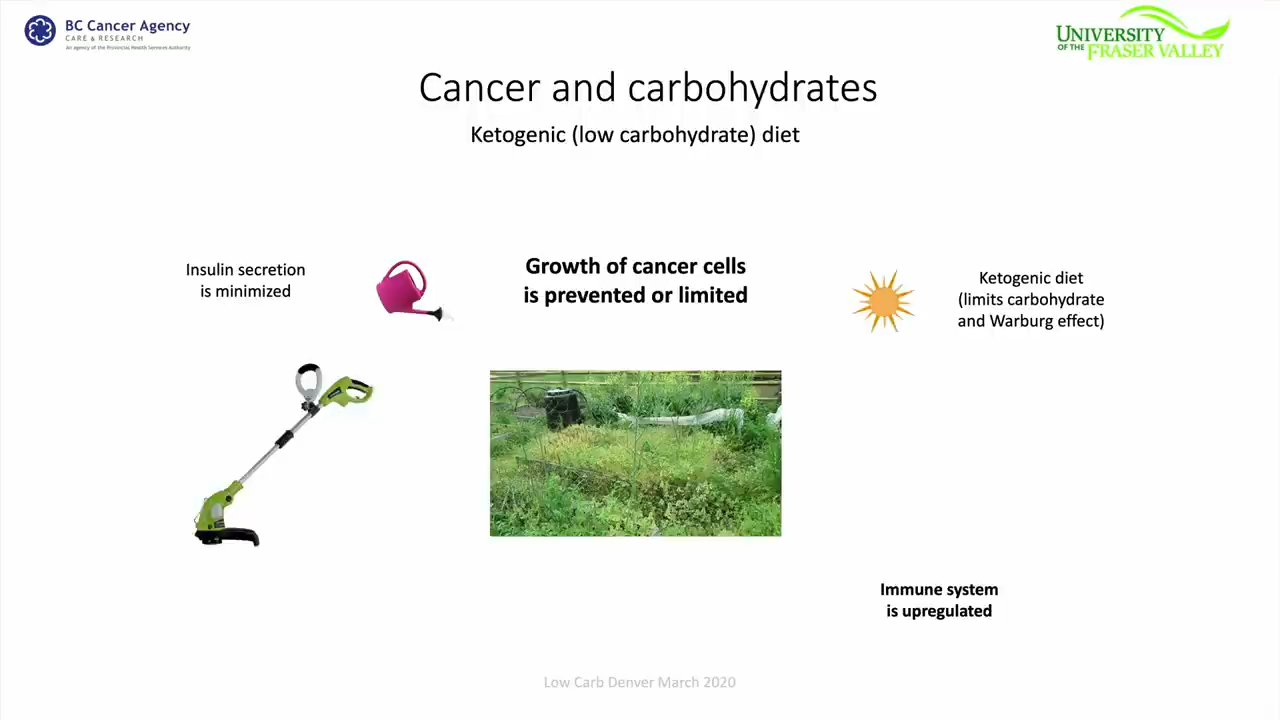 BC Cancer Agency
CARE & RESEARCH
An agency of the Provincial Health Services Authority
UNIVERSITY
OF THE FRASER VALLEY
Cancer and carbohydrates
Ketogenic (low carbohydrate) diet
Insulin secretion
is minimized
Growth of cancer cells
is prevented or limited
Ketogenic diet
(limits carbohydrate
and Warburg effect)
Immune system
is upregulated
Low Carb Denver March 2020